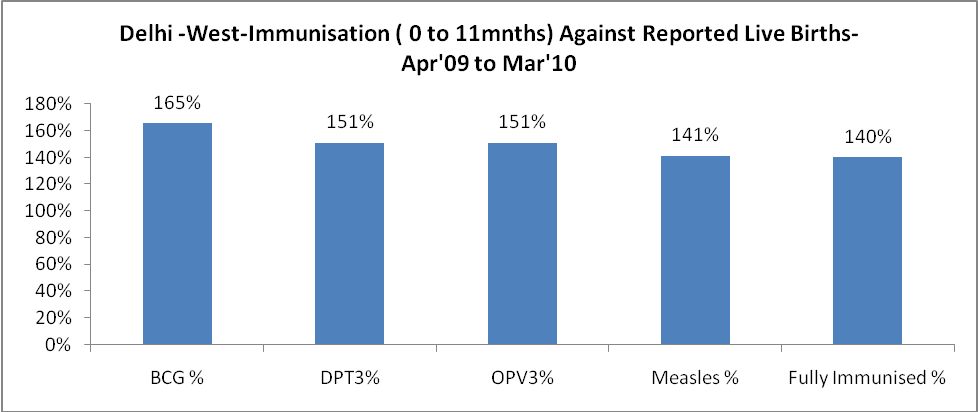 Delhi -West-Immunisation ( 0 to 11mnths) Against Reported Live Births-
Apr'09 to Mar'10
180%
160%
140%
120%
100%
80%
60%
40%
20%
0%
165%
151%
151%
141%
140%
BCG %
DPT3%
OPV3%
Measles %
Fully Immunised %